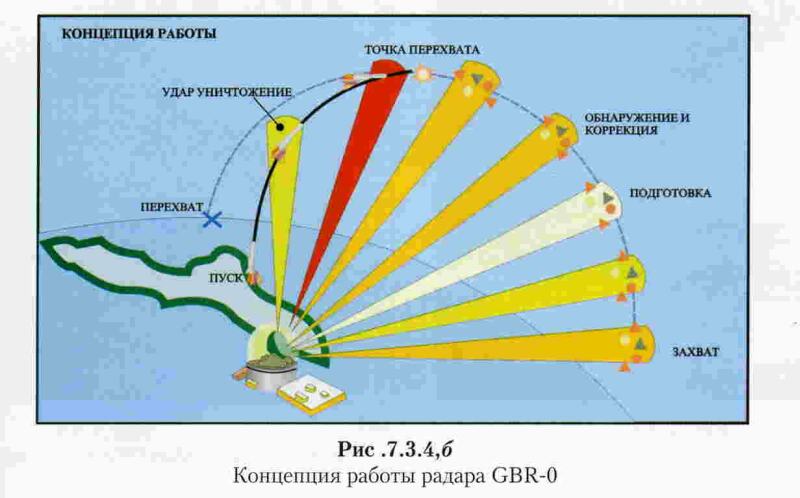 КОНЦЕПЦИЯ РАБОТЫ
ТОЧКА ПЕРЕХВАТА
УДАР УНИЧТОЖЕНИЕ
ОБНАРУЖЕНИЕ И
КОРРЕКЦИЯ
ПОДГОТОВКА
ПЕРЕХВАТ
ПУСК
ЗАХВАТ
Рис .7.3.4,б
Концепция работы радара GBR-0